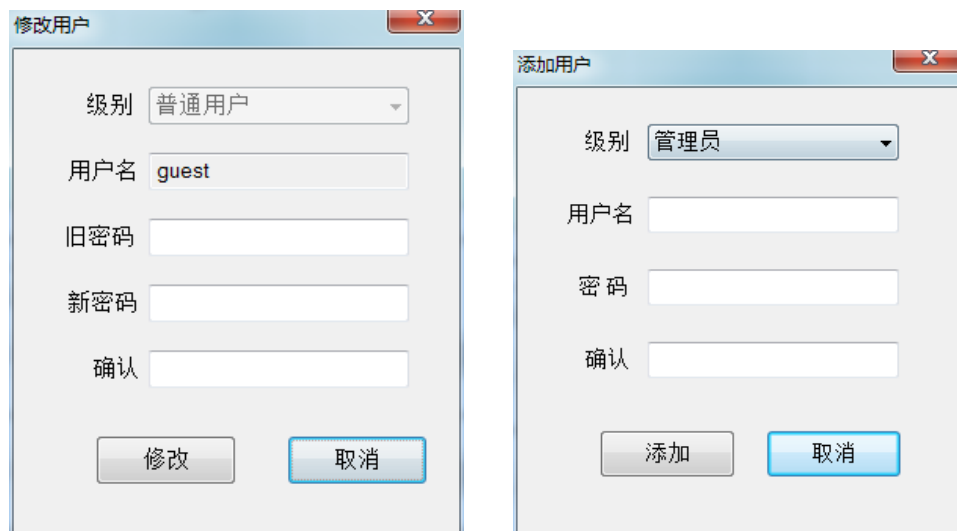 修改用户
级别 普通用户
用户名 guest
旧密码
新密码
确认
修改 取消
添加用户
级别 管理员
用户名
密 码
确认
添加 取消